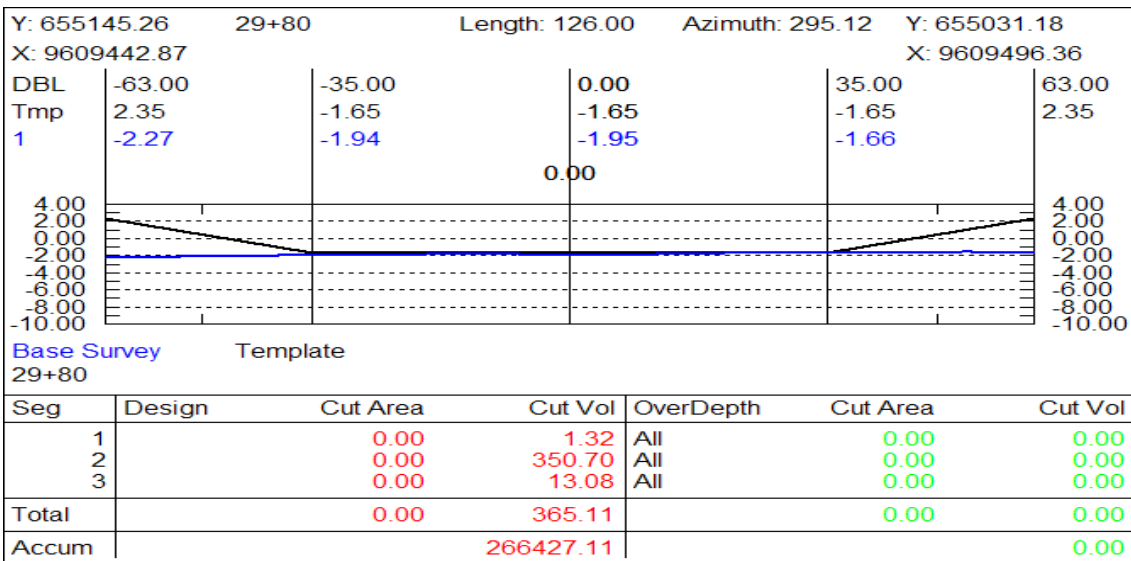 Y: 655145.26 29+80 Length: 126.00 Azimuth: 295.12 Y: 655031.18
X: 9609442.87 X: 9609496.36
DBL -63.00 -35.00 0.00 35.00 63.00
Tmp 2.35 -1.65 -1.65 -1.65 2.35
1 -2.27 -1.94 -1.95 -1.66
0.00
4.00 4.00
2.00 2.00
0.00 0.00
-2.00 -2.00
-4.00 -4.00
-6.00 -6.00
-8.00 -8.00
-10.00 -10.00
Base Survey Template
29+80
Seg Design Cut Area Cut Vol OverDepth Cut Area Cut Vol
1 0.00 1.32 All 0.00 0.00
2 0.00 350.70 All 0.00 0.00
3 0.00 13.08 All 0.00 0.00
Total 0.00 365.11 0.00 0.00
Accum 266427.11 0.00